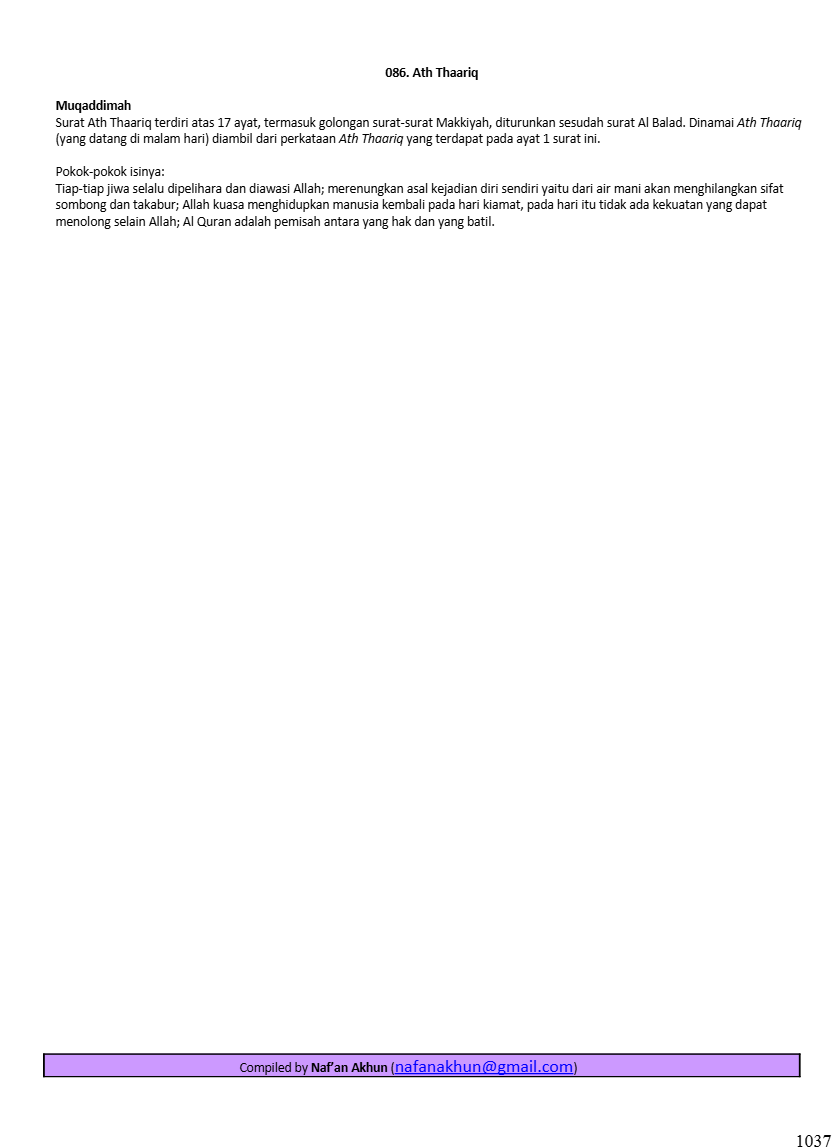 086. Ath Thaariq
Muqaddimah
Surat Ath Thaariq terdiri atas 17 ayat, termasuk golongan surat-surat Makkiyah, diturunkan sesudah surat Al Balad. Dinamai Ath Thaariq
(yang datang di malam hari) diambil dari perkataan Ath Thaariq yang terdapat pada ayat 1 surat ini.
Pokok-pokok isinya:
Tiap-tiap jiwa selalu dipelihara dan diawasi Allah; merenungkan asal kejadian diri sendiri yaitu dari air mani akan menghilangkan sifat
sombong dan takabur; Allah kuasa menghidupkan manusia kembali pada hari kiamat, pada hari itu tidak ada kekuatan yang dapat
menolong selain Allah; Al Quran adalah pemisah antara yang hak dan yang batil.
Compiled by Naf’an Akhun (nafanakhun@gmail.com)
1037